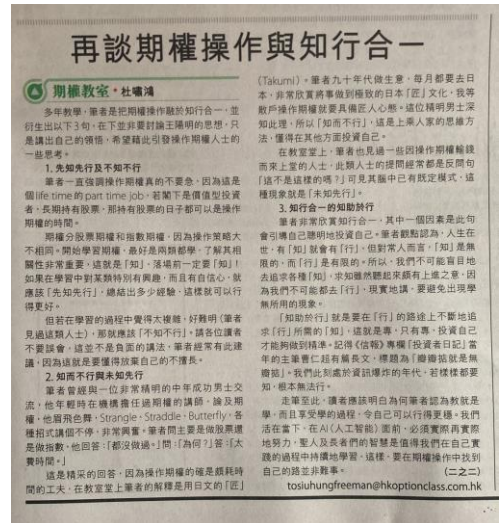 再談期權操作與知行合一
期權教室•杜嘯鴻
多年教學，筆者是把期權操作融於知行合一，並
衍生出以下3句，在下並非要討論王陽明的思想，只
是講出自己的領悟，希望藉此引發操作期權人士的
一些思考。
1. 先知先行及不知不行
筆者一直強調操作期權真的不要急，因為這是
個life time的part time job，若閣下是價值型投資
者，長期持有股票，那持有股票的日子都可以是操作
期權的時間。
期權分股票期權和指數期權，因為操作策略大
不相同。開始學習期權，最好是兩類都學，了解其相
關性非常重要，這就是「知」。落場前一定要「知」！
如果在學習中對某類特別有興趣，而且有自信心，就
應該「先知先行」，總結出多少經驗，這樣就可以行
得更好。
但若在學習的過程中覺得太複雜，好難明（筆者
見過這類人士），那就應該「不知不行」。請各位讀者
不要誤會，這並不是負面的講法，筆者經常有此建
議，因為這就是要懂得放棄自己的不擅長。
2. 知而不行與未知先行
筆者曾經與一位非常精明的中年成功男士交
流，他年輕時在機構擔任過期權的講師，論及期
權，他眉飛色舞，Strangle、Straddle、Butterfly，各
種招式講個不停，非常興奮。筆者問主要是做股票還
是做指數，他回答：「都沒做過。」問：「為何？」答：「太
費時間。」
這是精采的回答，因為操作期權的確是頗耗時
間的工夫，在教室堂上筆者的解釋是用日文的「匠」
（Takumi）。筆者九十年代做生意，每月都要去日
本，非常欣賞將事做到極致的日本「匠」文化，我等
散戶操作期權就要具備匠人心態。這位精明男士深
知此理，所以「知而不行」，這是上乘人家的思維方
法，懂得在其他方面投資自己。
在教室堂上，筆者也見過一些因操作期權輸錢
而來上堂的人士，此類人士的提問經常都是反問句
「這不是這樣的嗎？」可見其腦中已有既定模式，這
種現象就是「未知先行」。
3. 知行合一的知助於行
筆者非常欣賞知行合一，其中一個因素是此句
會引導自己聰明地投資自己。筆者觀點認為，人生在
世，有「知」就會有「行」，但對常人而言，「知」是無
限的，而「行」是有限的。所以，我們不可能盲目地
去追求各種「知」，求知雖然聽起來頗有上進之意，因
為我們不可能都去「行」，現實地講，要避免出現學
無所用的現象。
「知助於行」就是要在「行」的路途上不斷地追
求「行」所需的「知」，這就是專，只有專，投資自己
才能夠做到精準。記得《信報》專欄「投資者日記」當
年的主筆曹仁超有篇長文，標題為「瓣瓣掂就是無
瓣掂」。我們此刻處於資訊爆炸的年代，若樣樣都要
知，根本無法行。
走筆至此，讀者應該明白為何筆者認為教就是
學，而且享受學的過程，令自己可以行得更穩。我們
活在當下，在AI（人工智能）面前，必須實際再實際
地努力，聖人及長者們的智慧是值得我們在自己實
踐的過程中持續地學習，這樣，要在期權操作中找到
自己的路並非難事。　（二之二）
tosiuhungfreeman@hkoptionclass.com.hk